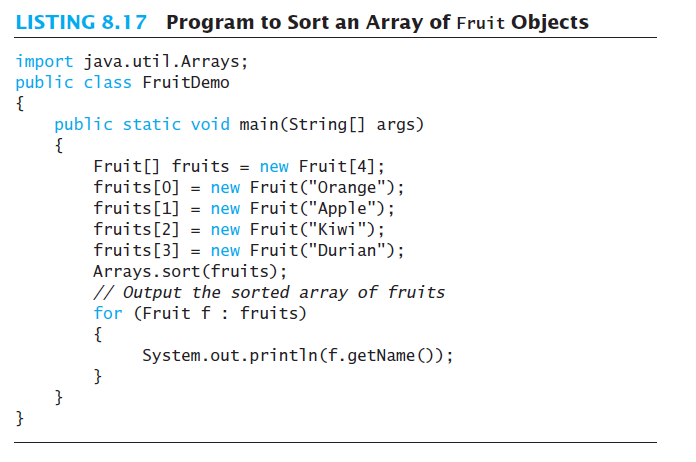 LISTING 8.17 Program to Sort an Array of Fruit Objects
import java.util.Arrays;
public class FruitDemo
{
    public static void main(String[] args)
    {
        Fruit[] fruits = new Fruit[4];
        fruits[0] = new Fruit("Orange");
        fruits[1] = new Fruit("Apple");
        fruits[2] = new Fruit("Kiwi");
        fruits[3] = new Fruit("Durian");
        Arrays.sort(fruits);
        // Output the sorted array of fruits
        for (Fruit f : fruits)
        {
             System.out.println(f.getName());
        }
    }
}